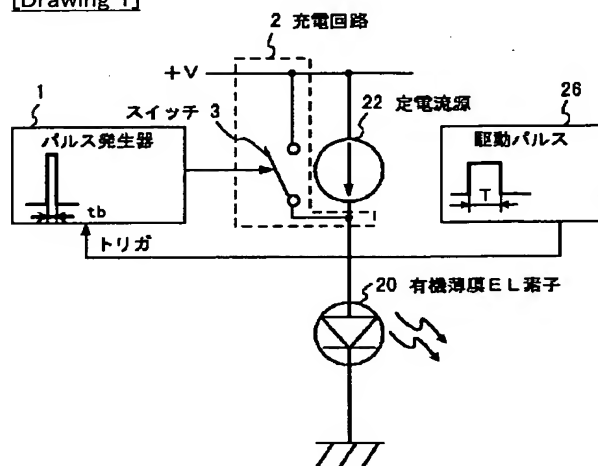 [Drawing 1]
2 充電回路
+V
1
スイッチ 3
22 定電流源
26
パルス発生器
駆動パルス
tb
T
トリガ
20 有機薄膜EL素子